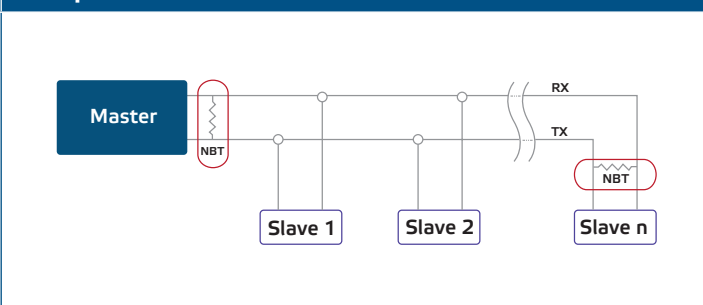 Master
NBT
RX
TX
NBT
Slave 1
Slave 2
Slave n